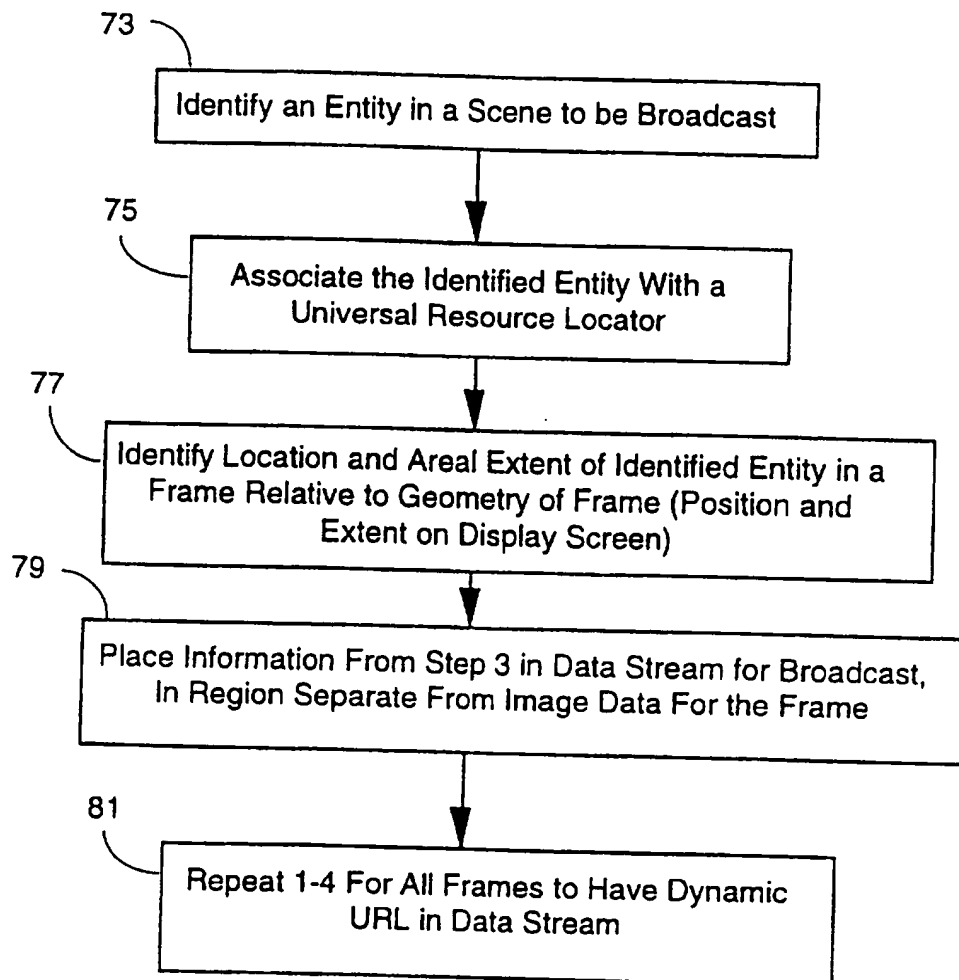 73
Identify an Entity in a Scene to be Broadcast
75
Associate the Identified Entity With a
Universal Resource Locator
77
Identify Location and Areal Extent of Identified Entity in a
Frame Relative to Geometry of Frame (Position and
Extent on Display Screen)
79
Place Information From Step 3 in Data Stream for Broadcast,
In Region Separate From Image Data For the Frame
81
Repeat 1-4 For All Frames to Have Dynamic
URL in Data Stream